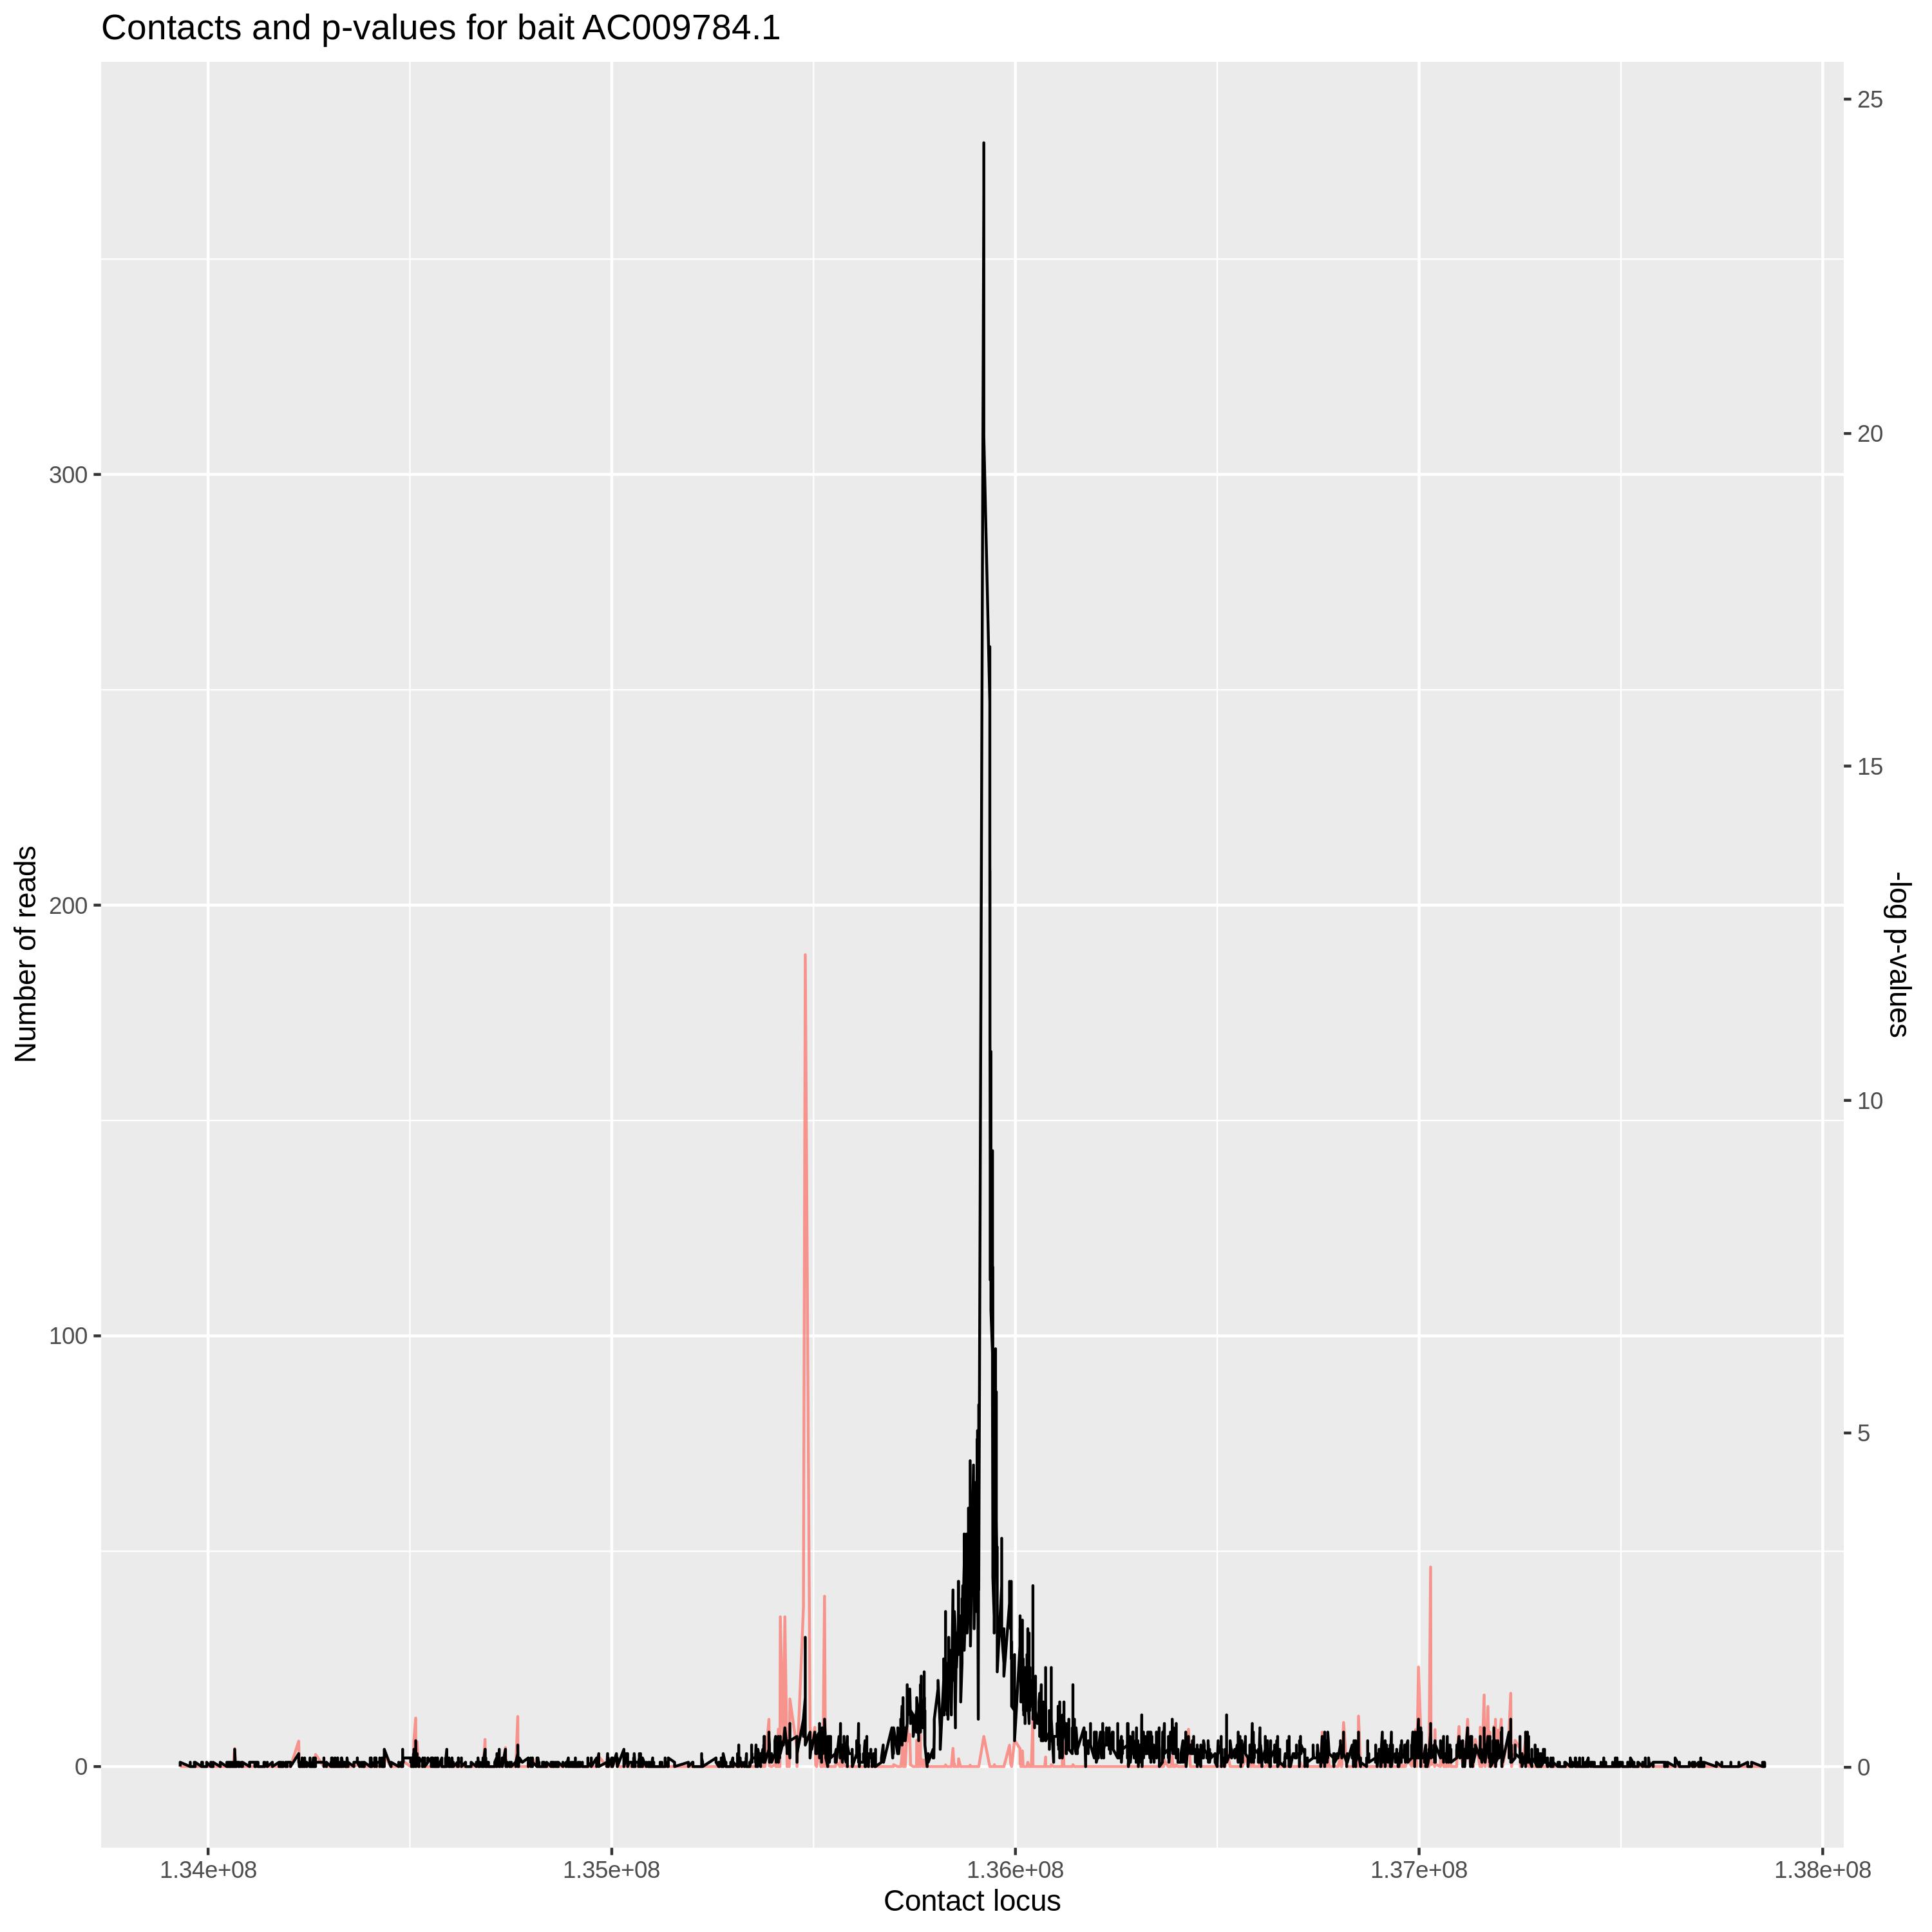 Contacts and p-values for bait AC009784.1
25
20
300
15
Number of reads
200
-log p-values
10
100
5
0
0
1.34e+08
1.35e+08
1.36e+08
1.37e+08
1.38e+08
Contact locus